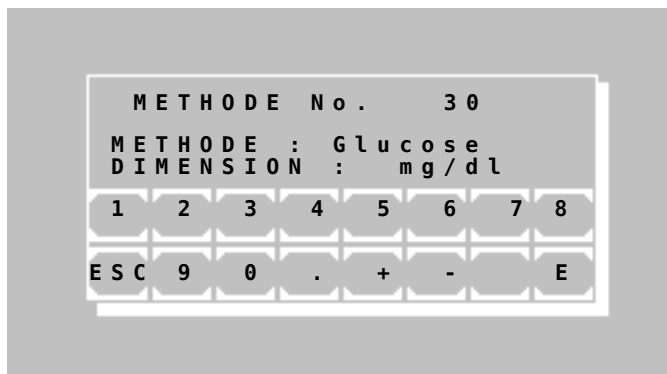 METHODE No. 30
METHODE : Glucose
DIMENSION : mg/dl
1 2 3 4 5 6 7 8
ESC 9 0 . + - E